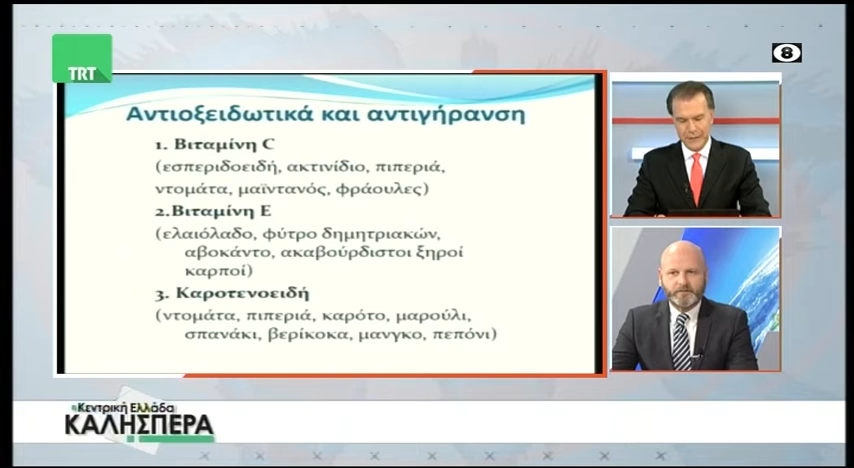 TRT
8
Αντιοξειδωτικά και αντιγήρανση
1. Βιταμίνη C
(εσπεριδοειδή, ακτινίδιο, πιπεριά,
ντομάτα, μαϊντανός, φράουλες)
2.Βιταμίνη Ε
(ελαιόλαδο, φύτρο δημητριακών,
αβοκάντο, ακαβούρδιστοι ξηροί
καρποί)
3. Καροτενοειδή
(ντομάτα, πιπεριά, καρότο, μαρούλι,
σπανάκι, βερίκοκα, μανγκο, πεπόνι)
Κεντρική Ελλάδα
ΚΑΛΗΣΠΕΡΑ